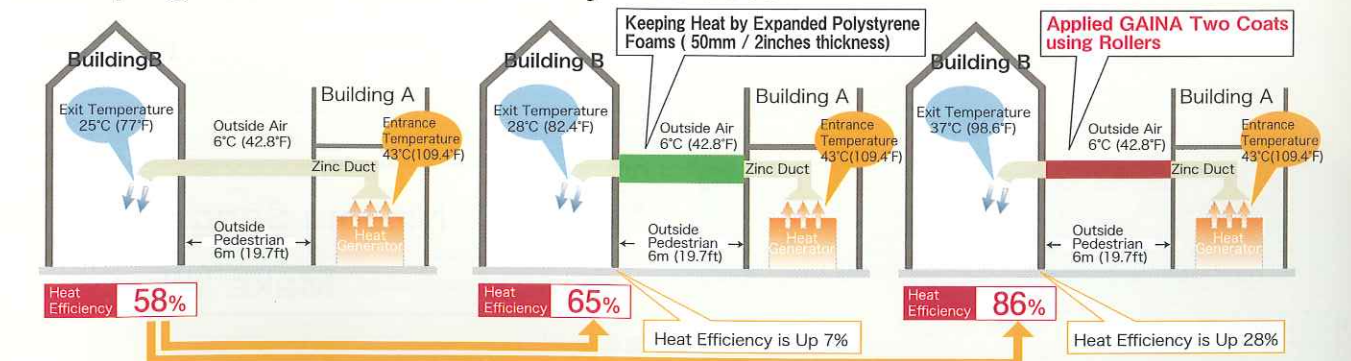 BuildingB
Exit Temperature
25°C (77°F)
Outside Air
6°C (42.8°F)
Building A
Entrance
Temperature
43°C(109.4°F)
Zinc Duct
Outside
Pedestrian
6m (19.7ft)
Heat
Generator
Heat
Efficiency
58%
Keeping Heat by Expanded Polystyrene
Foams ( 50mm / 2inches thickness)
Building B
Exit Temperature
28°C (82.4°F)
Outside Air
6°C (42.8°F)
Building A
Entrance
Temperature
43°C(109.4°F)
Zinc Duct
Outside
Pedestrian
6m (19.7ft)
Heat
Generator
Heat
Efficiency
65%
Heat Efficiency is Up 7%
Applied GAINA Two Coats
using Rollers
Building B
Exit Temperature
37°C (98.6°F)
Outside Air
6°C (42.8°F)
Building A
Entrance
Temperature
43°C(109.4°F)
Zinc Duct
Outside
Pedestrian
6m (19.7ft)
Heat
Generator
Heat
Efficiency
86%
Heat Efficiency is Up 28%